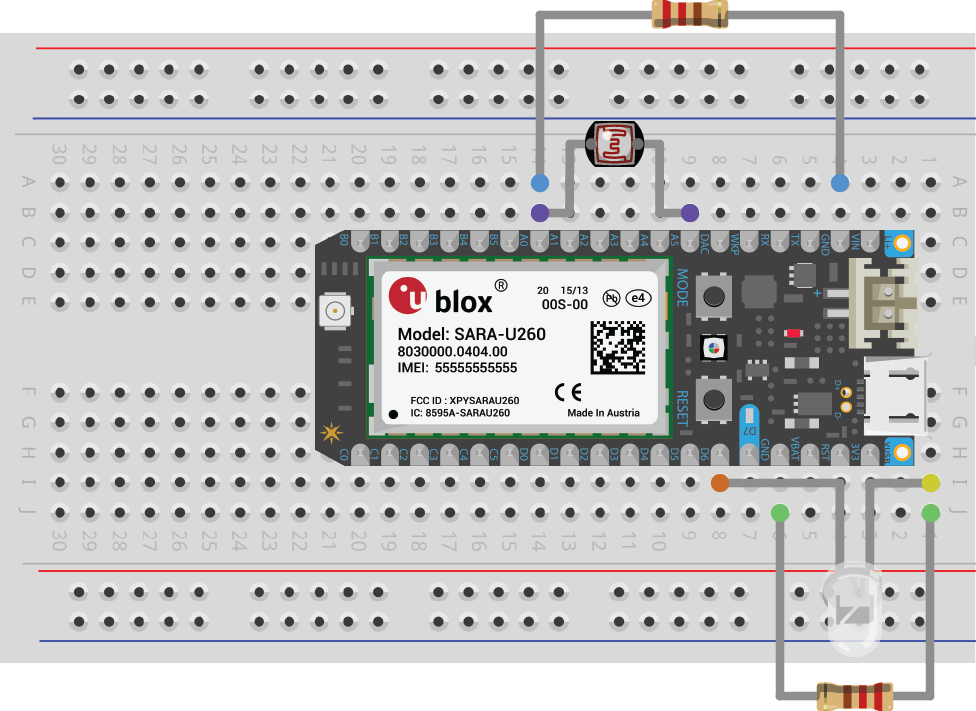 30 29 28 27 26 25 24 23 22 21 20 19 18 17 16 15 14 13 12 11 10 9 8 7 6 5 4 3 2 1
A A
B B
B0 B1 B2 B3 B4 B5 A0 A1 A2 A3 A4 A5 DAC WKP RX TX GND VIN Li+
C C
D D
E E
MODE
u blox ®
20 15/13
00S-00
Pb e4
Model: SARA-U260
8030000.0404.00
IMEI: 55555555555
FCC ID : XPYSARAU260
IC: 8595A-SARAU260
CE
Made In Austria
+
RESET
D+
D-
D7
F F
G G
C0 C1 C2 C3 C4 C5 D0 D1 D2 D3 D4 D5 D6 GND VBAT RST 3V3
H H
I I
J J
30 29 28 27 26 25 24 23 22 21 20 19 18 17 16 15 14 13 12 11 10 9 8 7 6 2